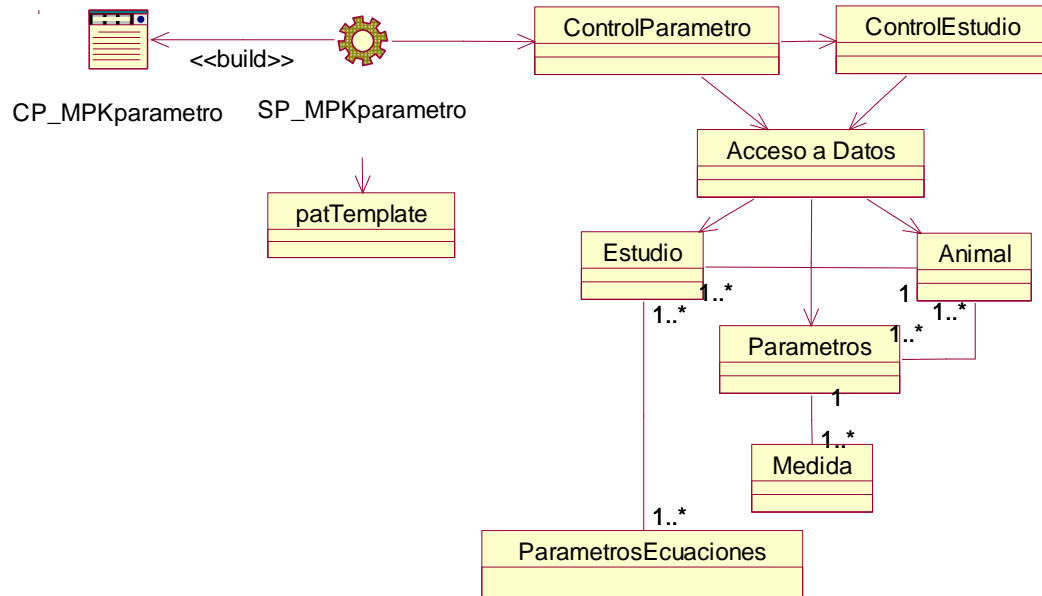 ControlParametro
ControlEstudio
<<build>>
CP_MPKparametro
SP_MPKparametro
Acceso a Datos
patTemplate
Estudio
Animal
1..*
1
1..*
1..*
1..*
Parametros
1
1..*
Medida
1..*
ParametrosEcuaciones